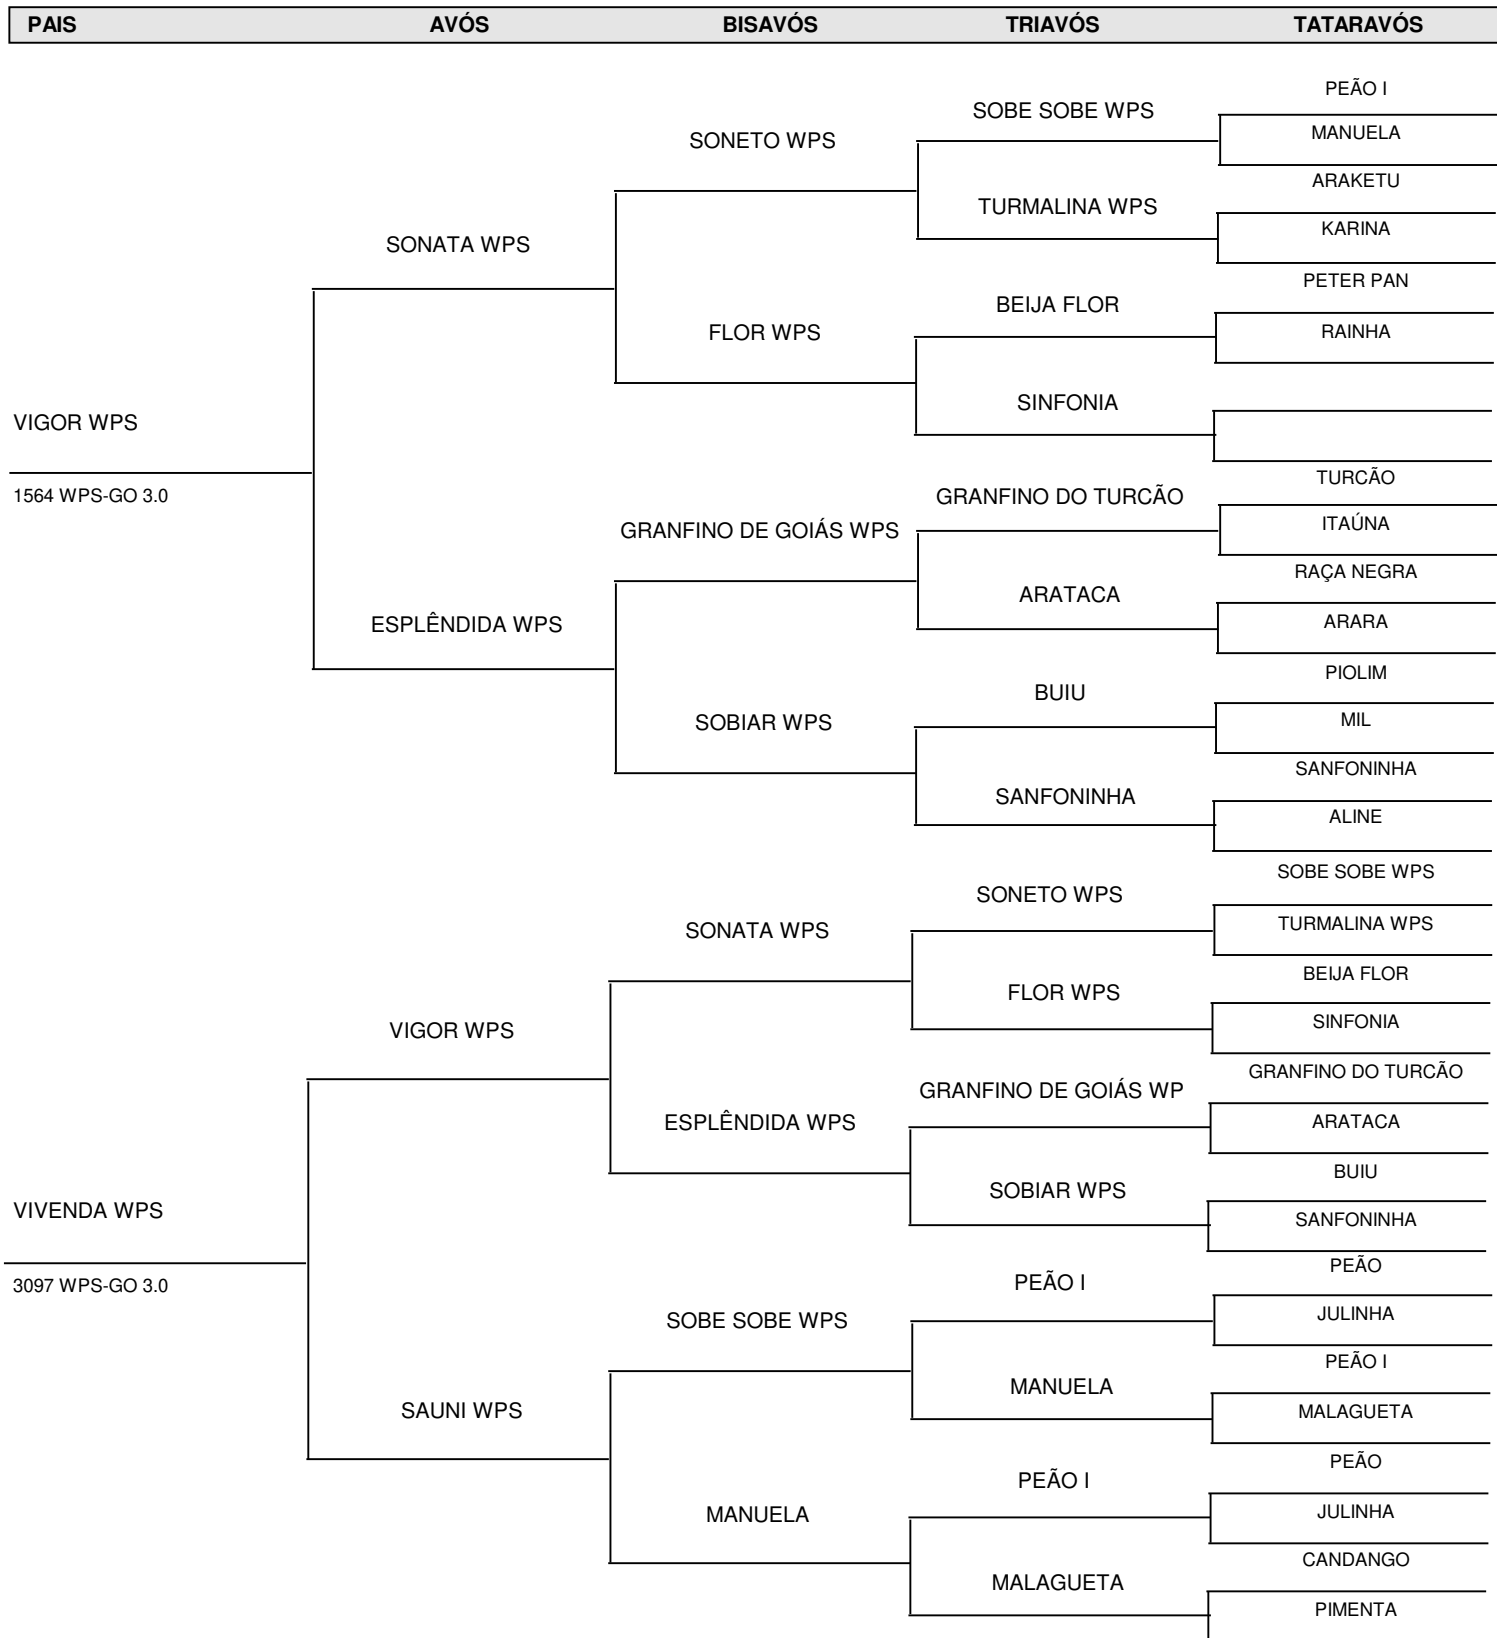 PAIS AVÓS BISAVÓS TRIAVÓS TATARAVÓS
PEÃO I
SOBE SOBE WPS
MANUELA
SONETO WPS
ARAKETU
TURMALINA WPS
KARINA
SONATA WPS
PETER PAN
BEIJA FLOR
RAINHA
FLOR WPS
SINFONIA
VIGOR WPS
TURCÃO
1564 WPS-GO 3.0
GRANFINO DO TURCÃO
ITAÚNA
GRANFINO DE GOIÁS WPS
RAÇA NEGRA
ARATACA
ARARA
ESPLÊNDIDA WPS
PIOLIM
BUIU
MIL
SOBIAR WPS
SANFONINHA
SANFONINHA
ALINE
SOBE SOBE WPS
SONETO WPS
TURMALINA WPS
SONATA WPS
BEIJA FLOR
FLOR WPS
SINFONIA
VIGOR WPS
GRANFINO DO TURCÃO
GRANFINO DE GOIÁS WP
ARATACA
ESPLÊNDIDA WPS
BUIU
SOBIAR WPS
VIVENDA WPS
SANFONINHA
PEÃO
3097 WPS-GO 3.0
PEÃO I
JULINHA
SOBE SOBE WPS
PEÃO I
MANUELA
SAUNI WPS
MALAGUETA
PEÃO
PEÃO I
JULINHA
MANUELA
CANDANGO
MALAGUETA
PIMENTA